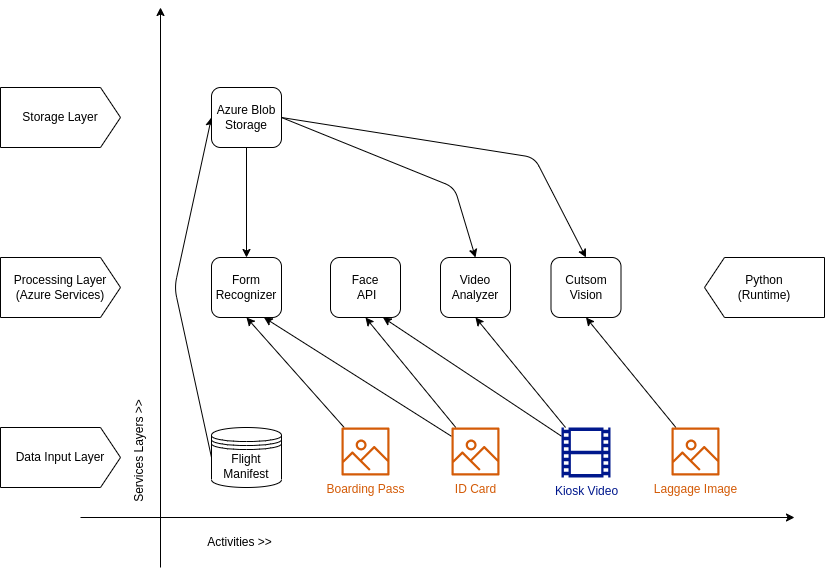 Storage Layer
Azure Blob
Storage
Processing Layer
(Azure Services)
Form
Recognizer
Face
API
Video
Analyzer
Cutsom
Vision
Python
(Runtime)
Services Layers >>
Data Input Layer
Flight
Manifest
Boarding Pass
ID Card
Kiosk Video
Laggage Image
Activities >>